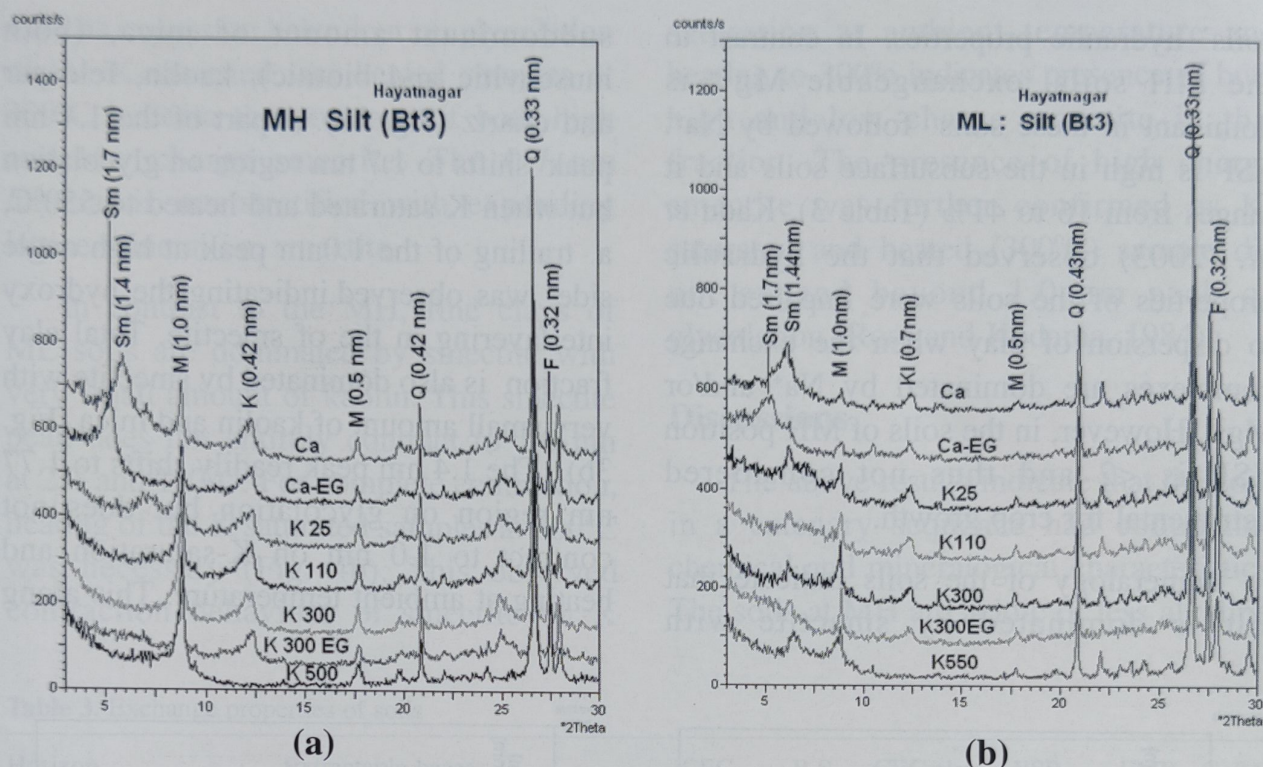 counts/s
1400
1200
1000
800
600
400
200
0
Hayatnagar
MH Silt (Bt3)
Sm (1.7 nm)
Sm (1.4 nm)
M (1.0 nm)
K (0.72 nm)
M (0.5 nm)
Q (0.42 nm)
Q (0.33 nm)
F (0.32 nm)
Ca
Ca-EG
K 25
K 110
K 300
K 300 EG
K 500
5 10 15 20 25 30
°2Theta
(a)
counts/s
1200
1000
800
600
400
200
0
Hayatnagar
ML : Silt (Bt3)
Sm (1.7nm)
Sm (1.44nm)
M (1.0nm)
Kl (0.7nm)
M (0.5nm)
Q (0.43nm)
Q (0.33nm)
F (0.32nm)
Ca
Ca-EG
K25
K110
K300
K300EG
K550
5 10 15 20 25 30
°2Theta
(b)